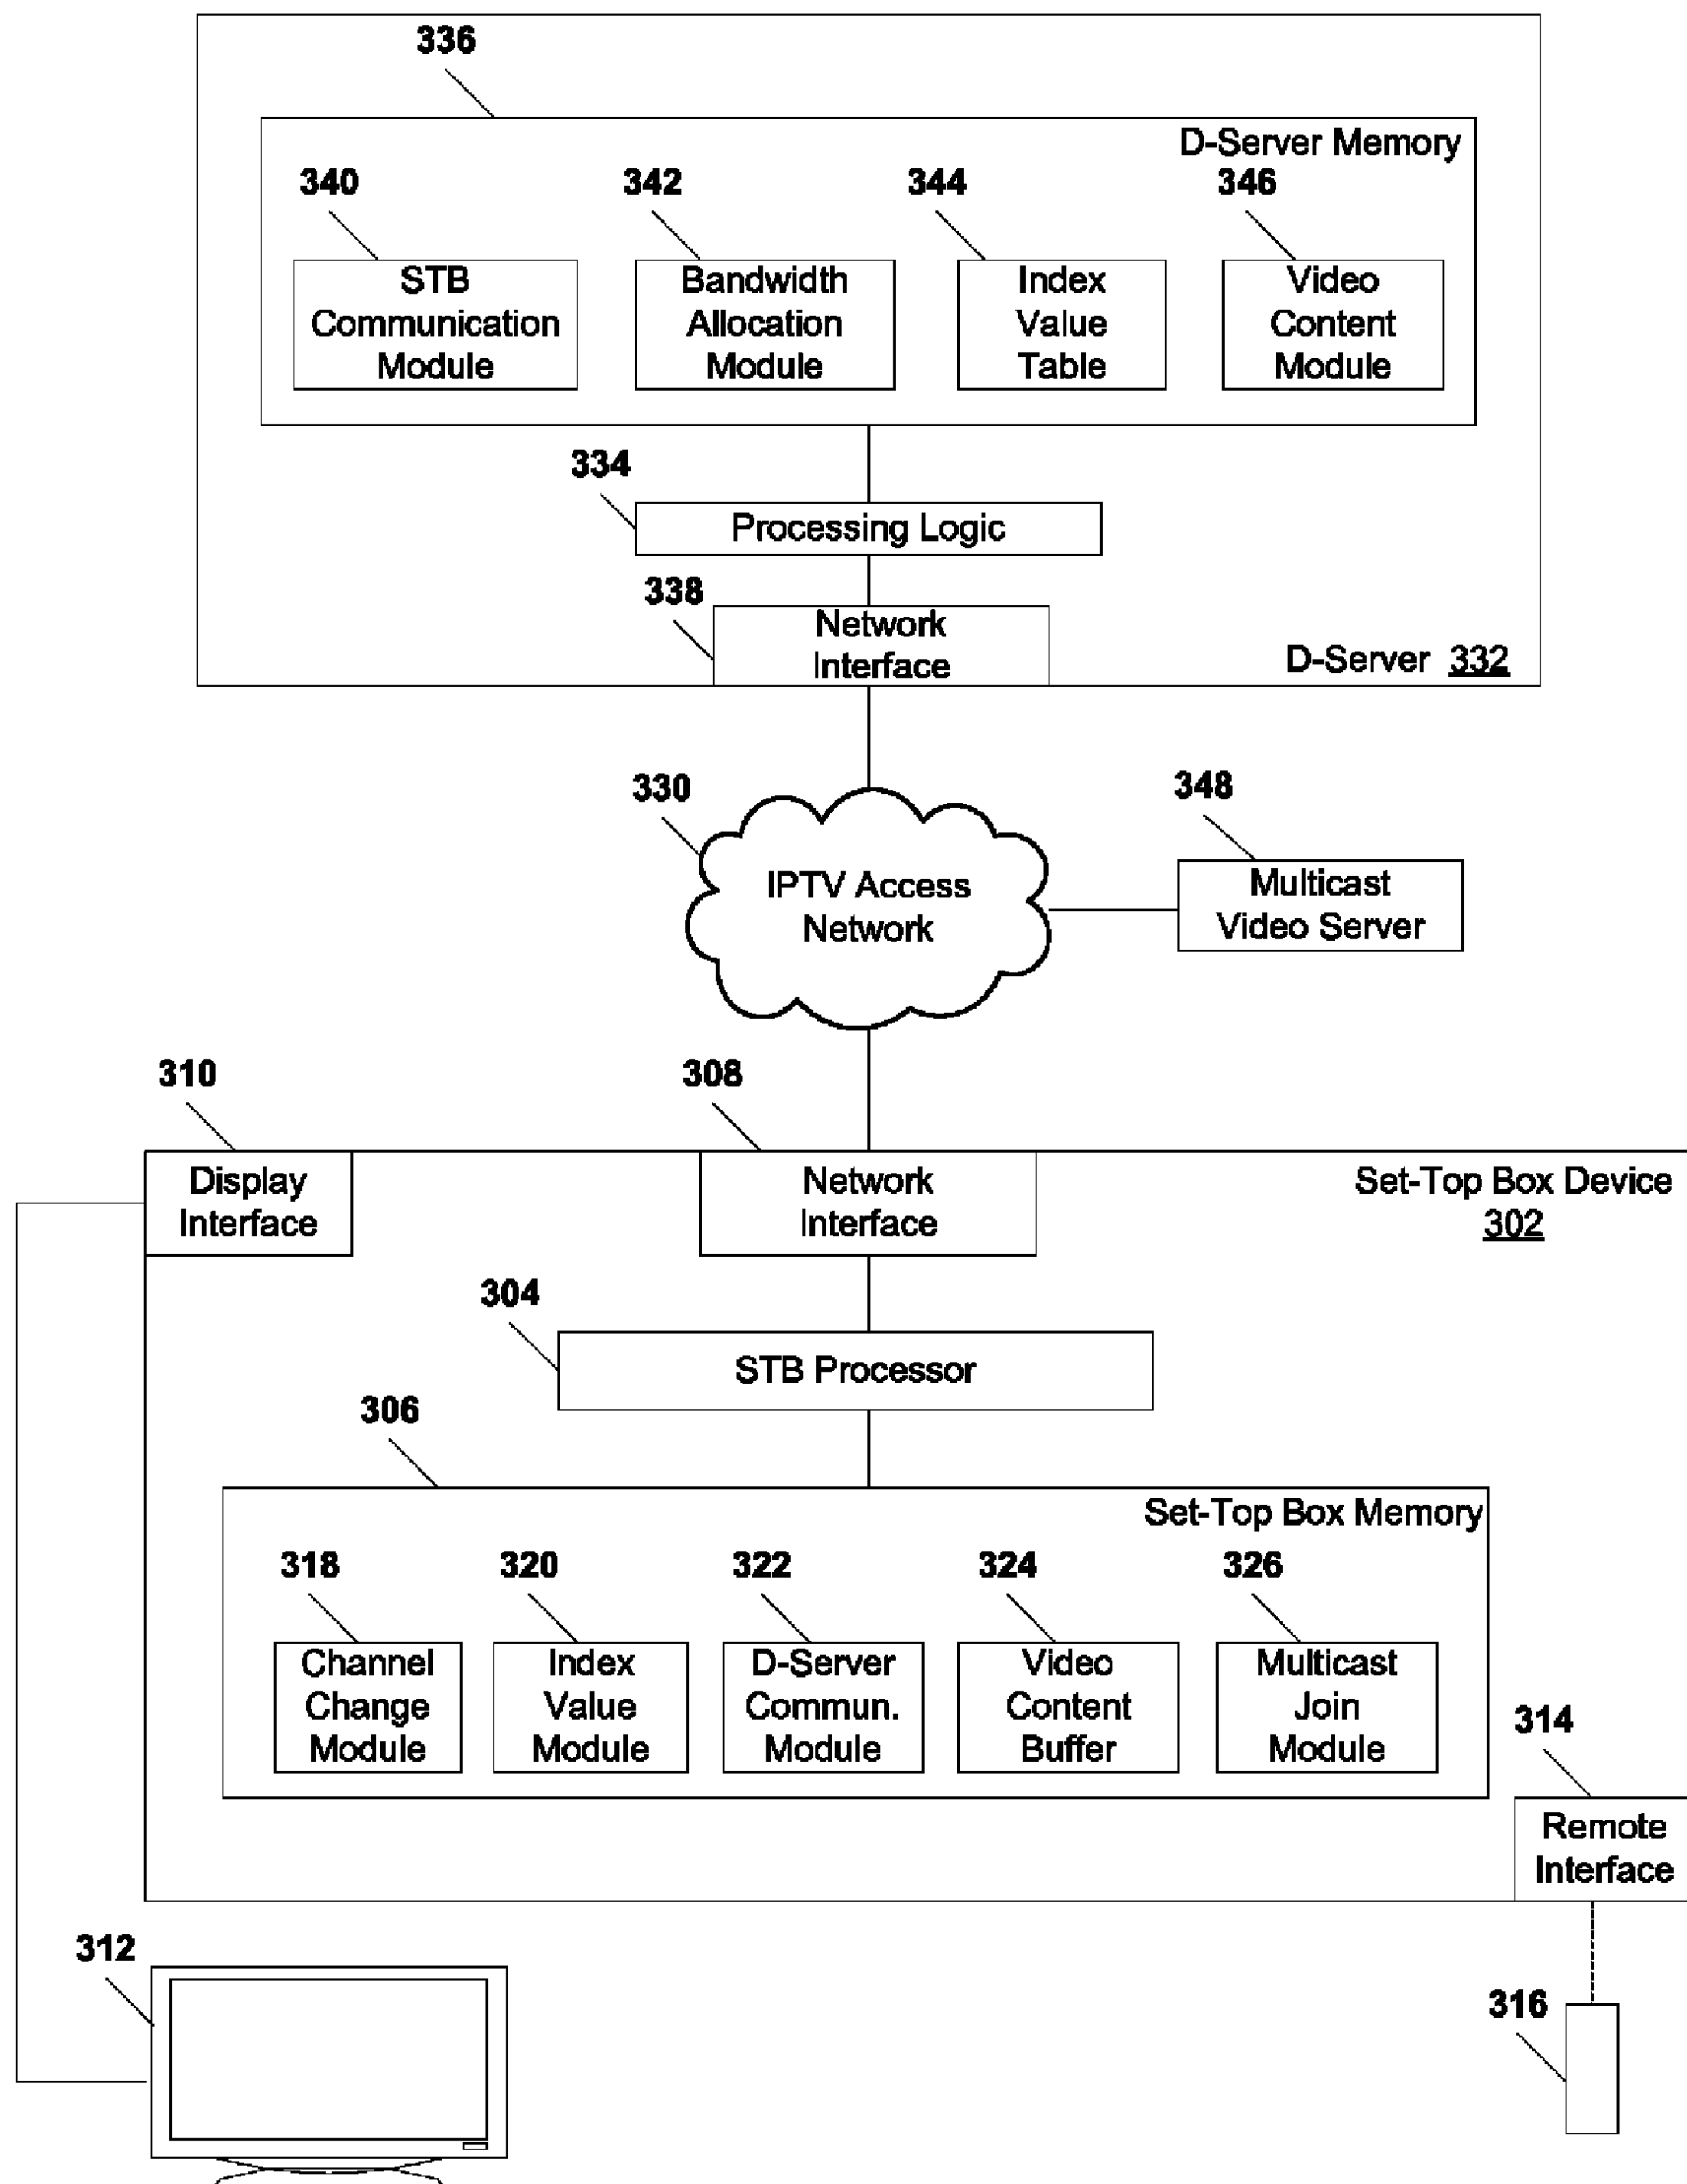 336
D-Server Memory
340
342
344
346
STB
Communication
Module
Bandwidth
Allocation
Module
Index
Value
Table
Video
Content
Module
334
Processing Logic
338
Network
Interface
D-Server 332
330
348
IPTV Access
Network
Multicast
Video Server
310
308
Display
Interface
Network
Interface
Set-Top Box Device
302
304
STB Processor
306
Set-Top Box Memory
318
320
322
324
326
Channel
Change
Module
Index
Value
Module
D-Server
Commun.
Module
Video
Content
Buffer
Multicast
Join
Module
314
Remote
Interface
312
316